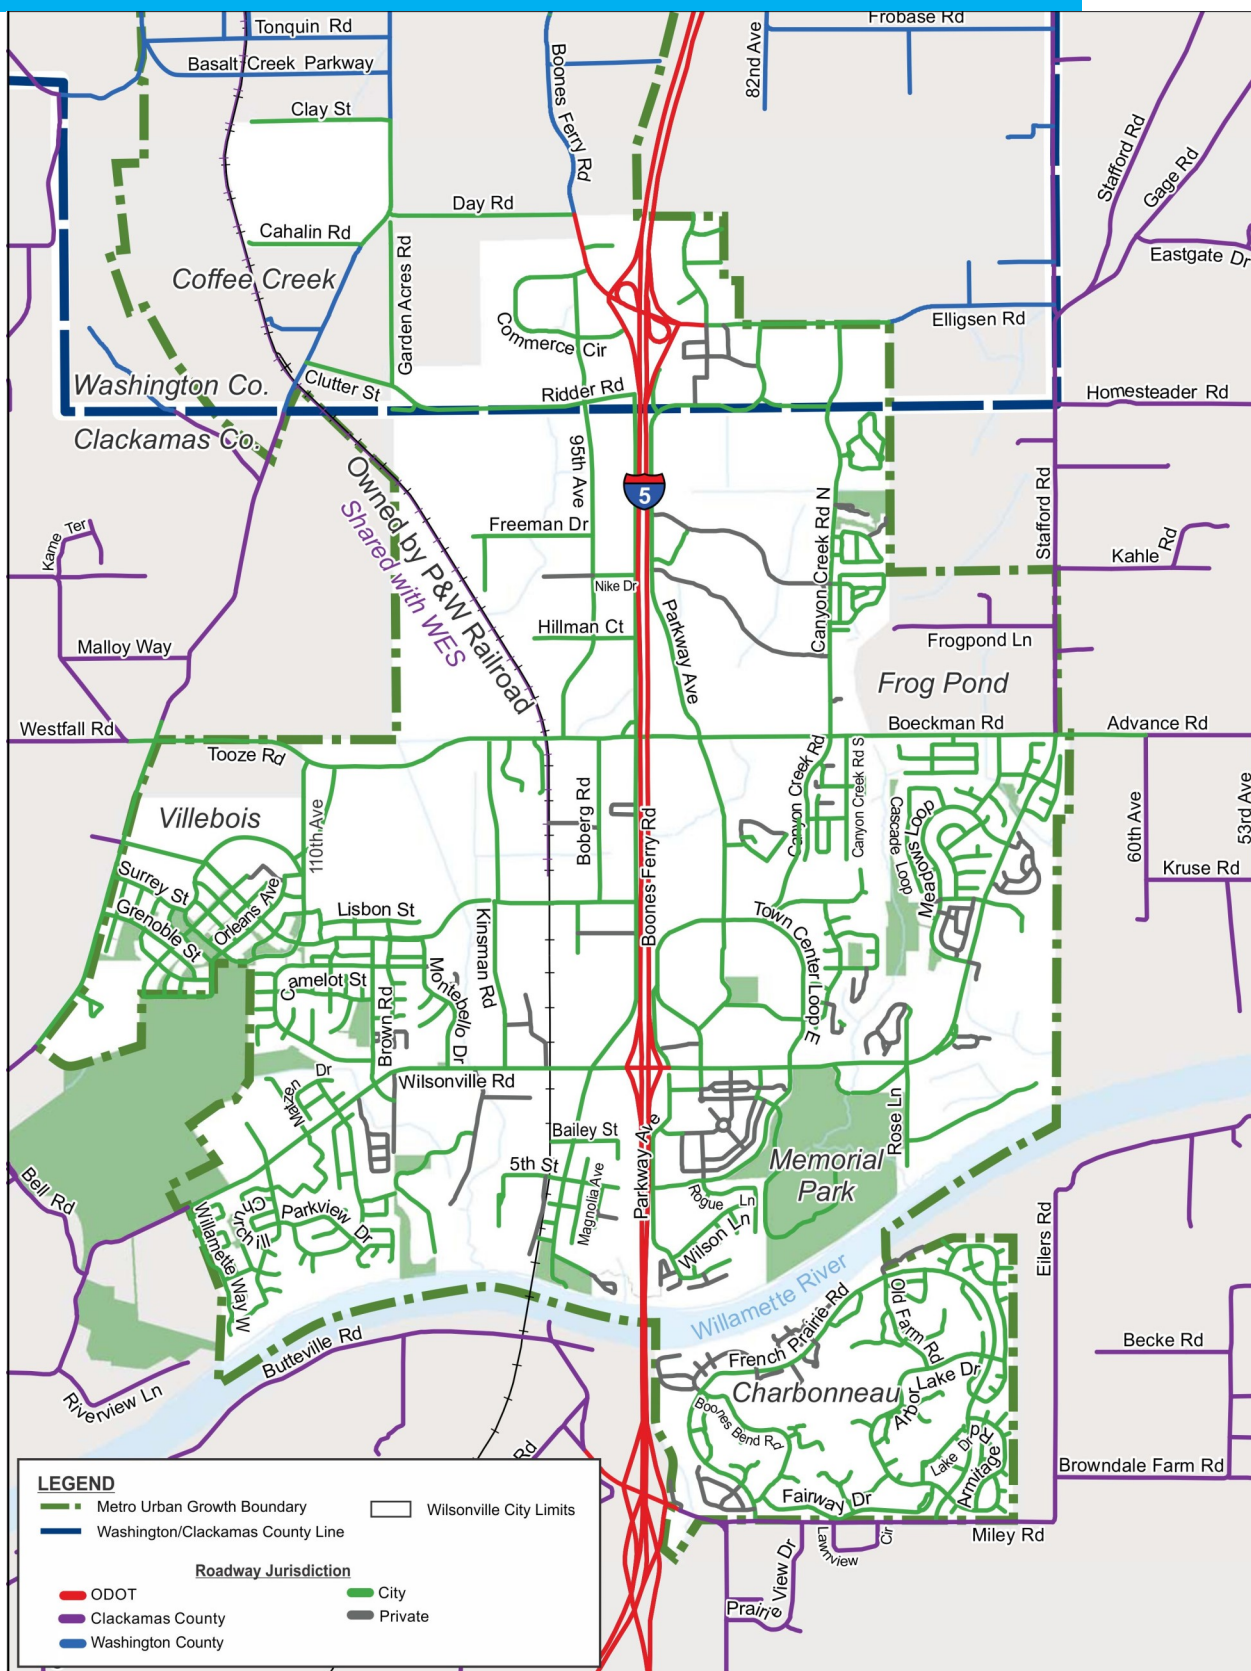 Tonquin Rd
Frobase Rd
Basalt Creek Parkway
Boones Ferry Rd
82nd Ave
Clay St
Stafford Rd
Gage Rd
Day Rd
Cahalin Rd
Eastgate Dr
Coffee Creek
Garden Acres Rd
Commerce Cir
Elligsen Rd
Washington Co.
Clutter St
Ridder Rd
Homesteader Rd
Clackamas Co.
95th Ave
5
Owned by P&W Railroad
Shared with WES
Canyon Creek Rd N
Stafford Rd
Kame Ter
Freeman Dr
Kahle Rd
Nike Dr
Parkway Ave
Hillman Ct
Malloy Way
Frogpond Ln
Frog Pond
Westfall Rd
Boeckman Rd
Advance Rd
Tooze Rd
Canyon Creek Rd
Canyon Creek Rd S
Villebois
110th Ave
Boberg Rd
Boones Ferry Rd
Cascade Loop
Meadows Loop
60th Ave
53rd Ave
Surrey St
Kruse Rd
Orleans Ave
Grenoble St
Lisbon St
Kinsman Rd
Town Center Loop E
Camelot St
Montebello Dr
Brown Rd
Wilsonville Rd
Matzen Dr
Rose Ln
Bailey St
Parkway Ave
5th St
Memorial
Park
Magnolia Ave
Bell Rd
Rogue Ln
Churchill
Parkview Dr
Wilson Ln
Willamette Way W
Eilers Rd
Willamette River
Old Farm Rd
Butteville Rd
French Prairie Rd
Becke Rd
Riverview Ln
Arbor Lake Dr
Charbonneau
Boones Bend Rd
Lake Dr
Armitage Rd
Rd
Browndale Farm Rd
Fairway Dr
Miley Rd
Lawnview Cir
Prairie View Dr
LEGEND
Metro Urban Growth Boundary
Wilsonville City Limits
Washington/Clackamas County Line
Roadway Jurisdiction
ODOT
City
Clackamas County
Private
Washington County